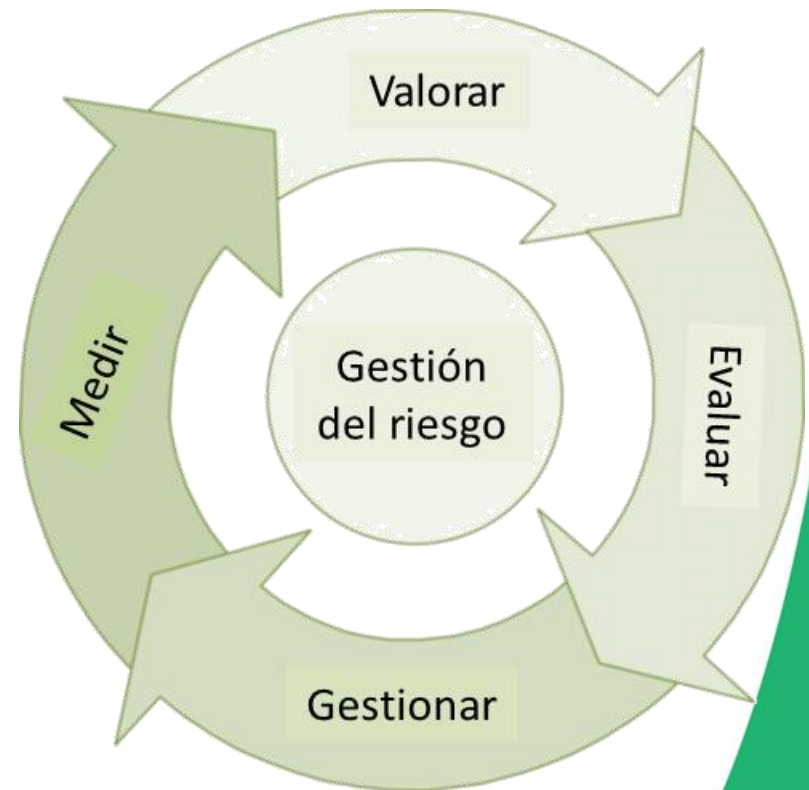 Valorar
Evaluar
Gestionar
Medir
Gestión
del riesgo